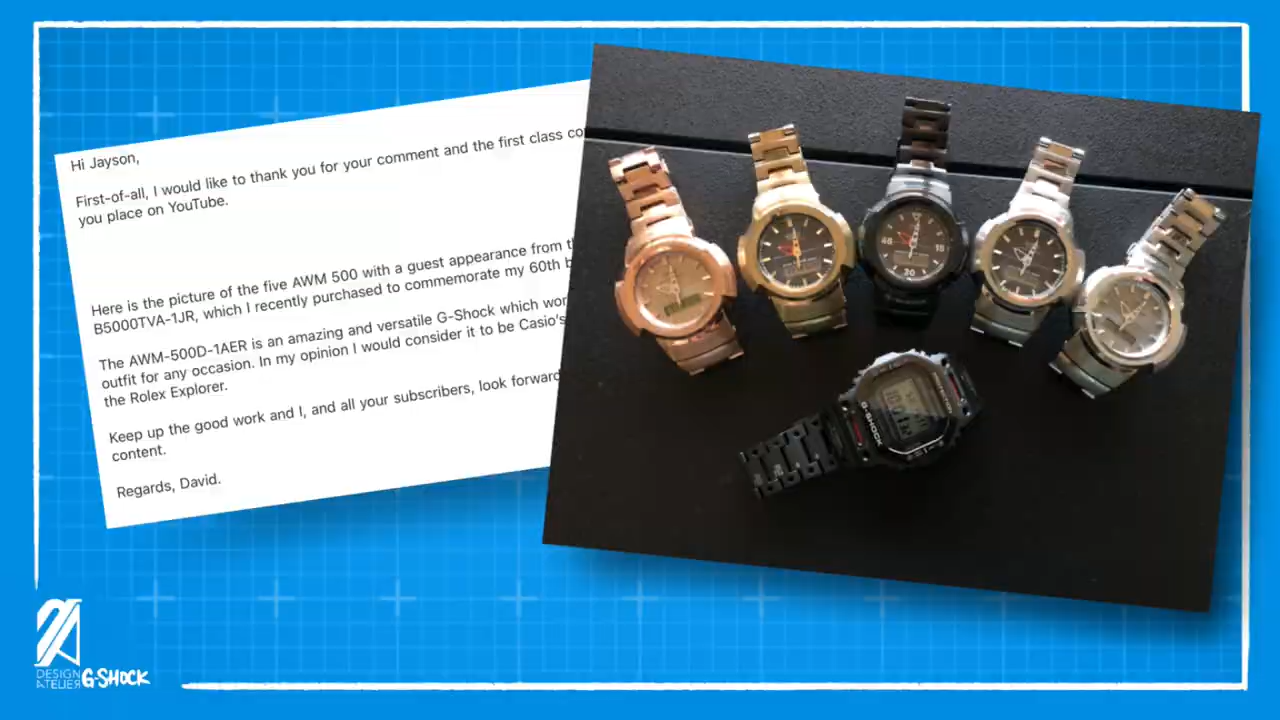 Hi Jayson,
First-of-all, I would like to thank you for your comment and the first class
you place on YouTube.
Here is the picture of the five AWM 500 with a guest appearance from
B5000TVA-1JR, which I recently purchased to commemorate my 60th
The AWM-500D-1AER is an amazing and versatile G-Shock which
outfit for any occasion. In my opinion I would consider it to be Casio's
the Rolex Explorer.
Keep up the good work and I, and all your subscribers, look forward
content.
Regards, David.
45 15
30
PROTECTION
G-SHOCK
DESIGN
ATELIER G-SHOCK